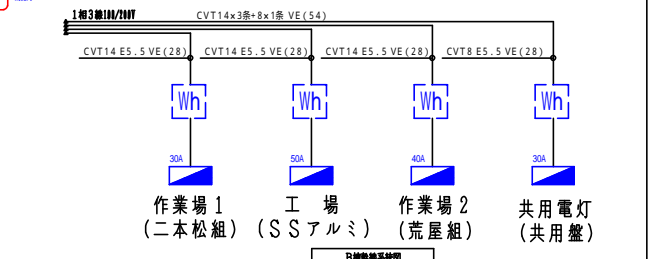 1相3線100/200V
CVT14×3条+8×1条 VE(54)
CVT14 E5.5 VE(28) CVT14 E5.5 VE(28) CVT14 E5.5 VE(28) CVT8 E5.5 VE(28)
Wh Wh Wh Wh
30A 50A 40A 30A
作業場1 工 場 作業場2 共用電灯
(二本松組) (SSアルミ) (荒屋組) (共用盤)